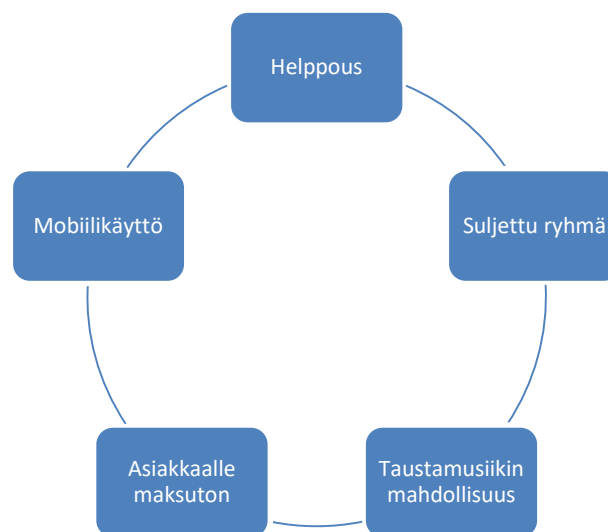 Helppous
Suljettu ryhmä
Taustamusiikin
mahdollisuus
Asiakkaalle
maksuton
Mobiilikäyttö